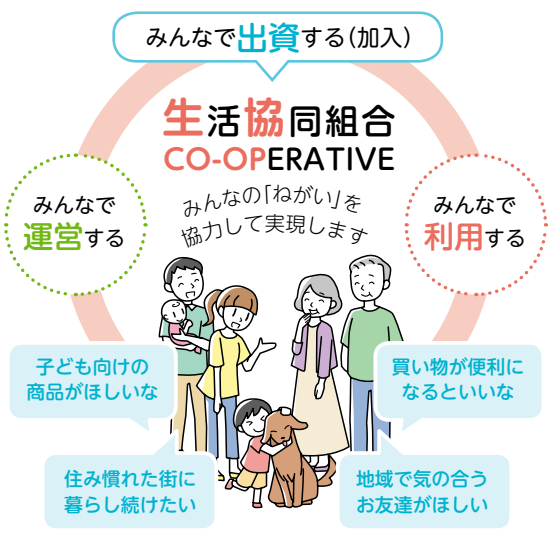 みんなで出資する(加入)
生活協同組合
CO-OPERATIVE
みんなの「ねがい」を
協力して実現します
みんなで
運営する
みんなで
利用する
子ども向けの
商品がほしいな
買い物が便利に
なるといいな
住み慣れた街に
暮らし続けたい
地域で気の合う
お友達がほしい